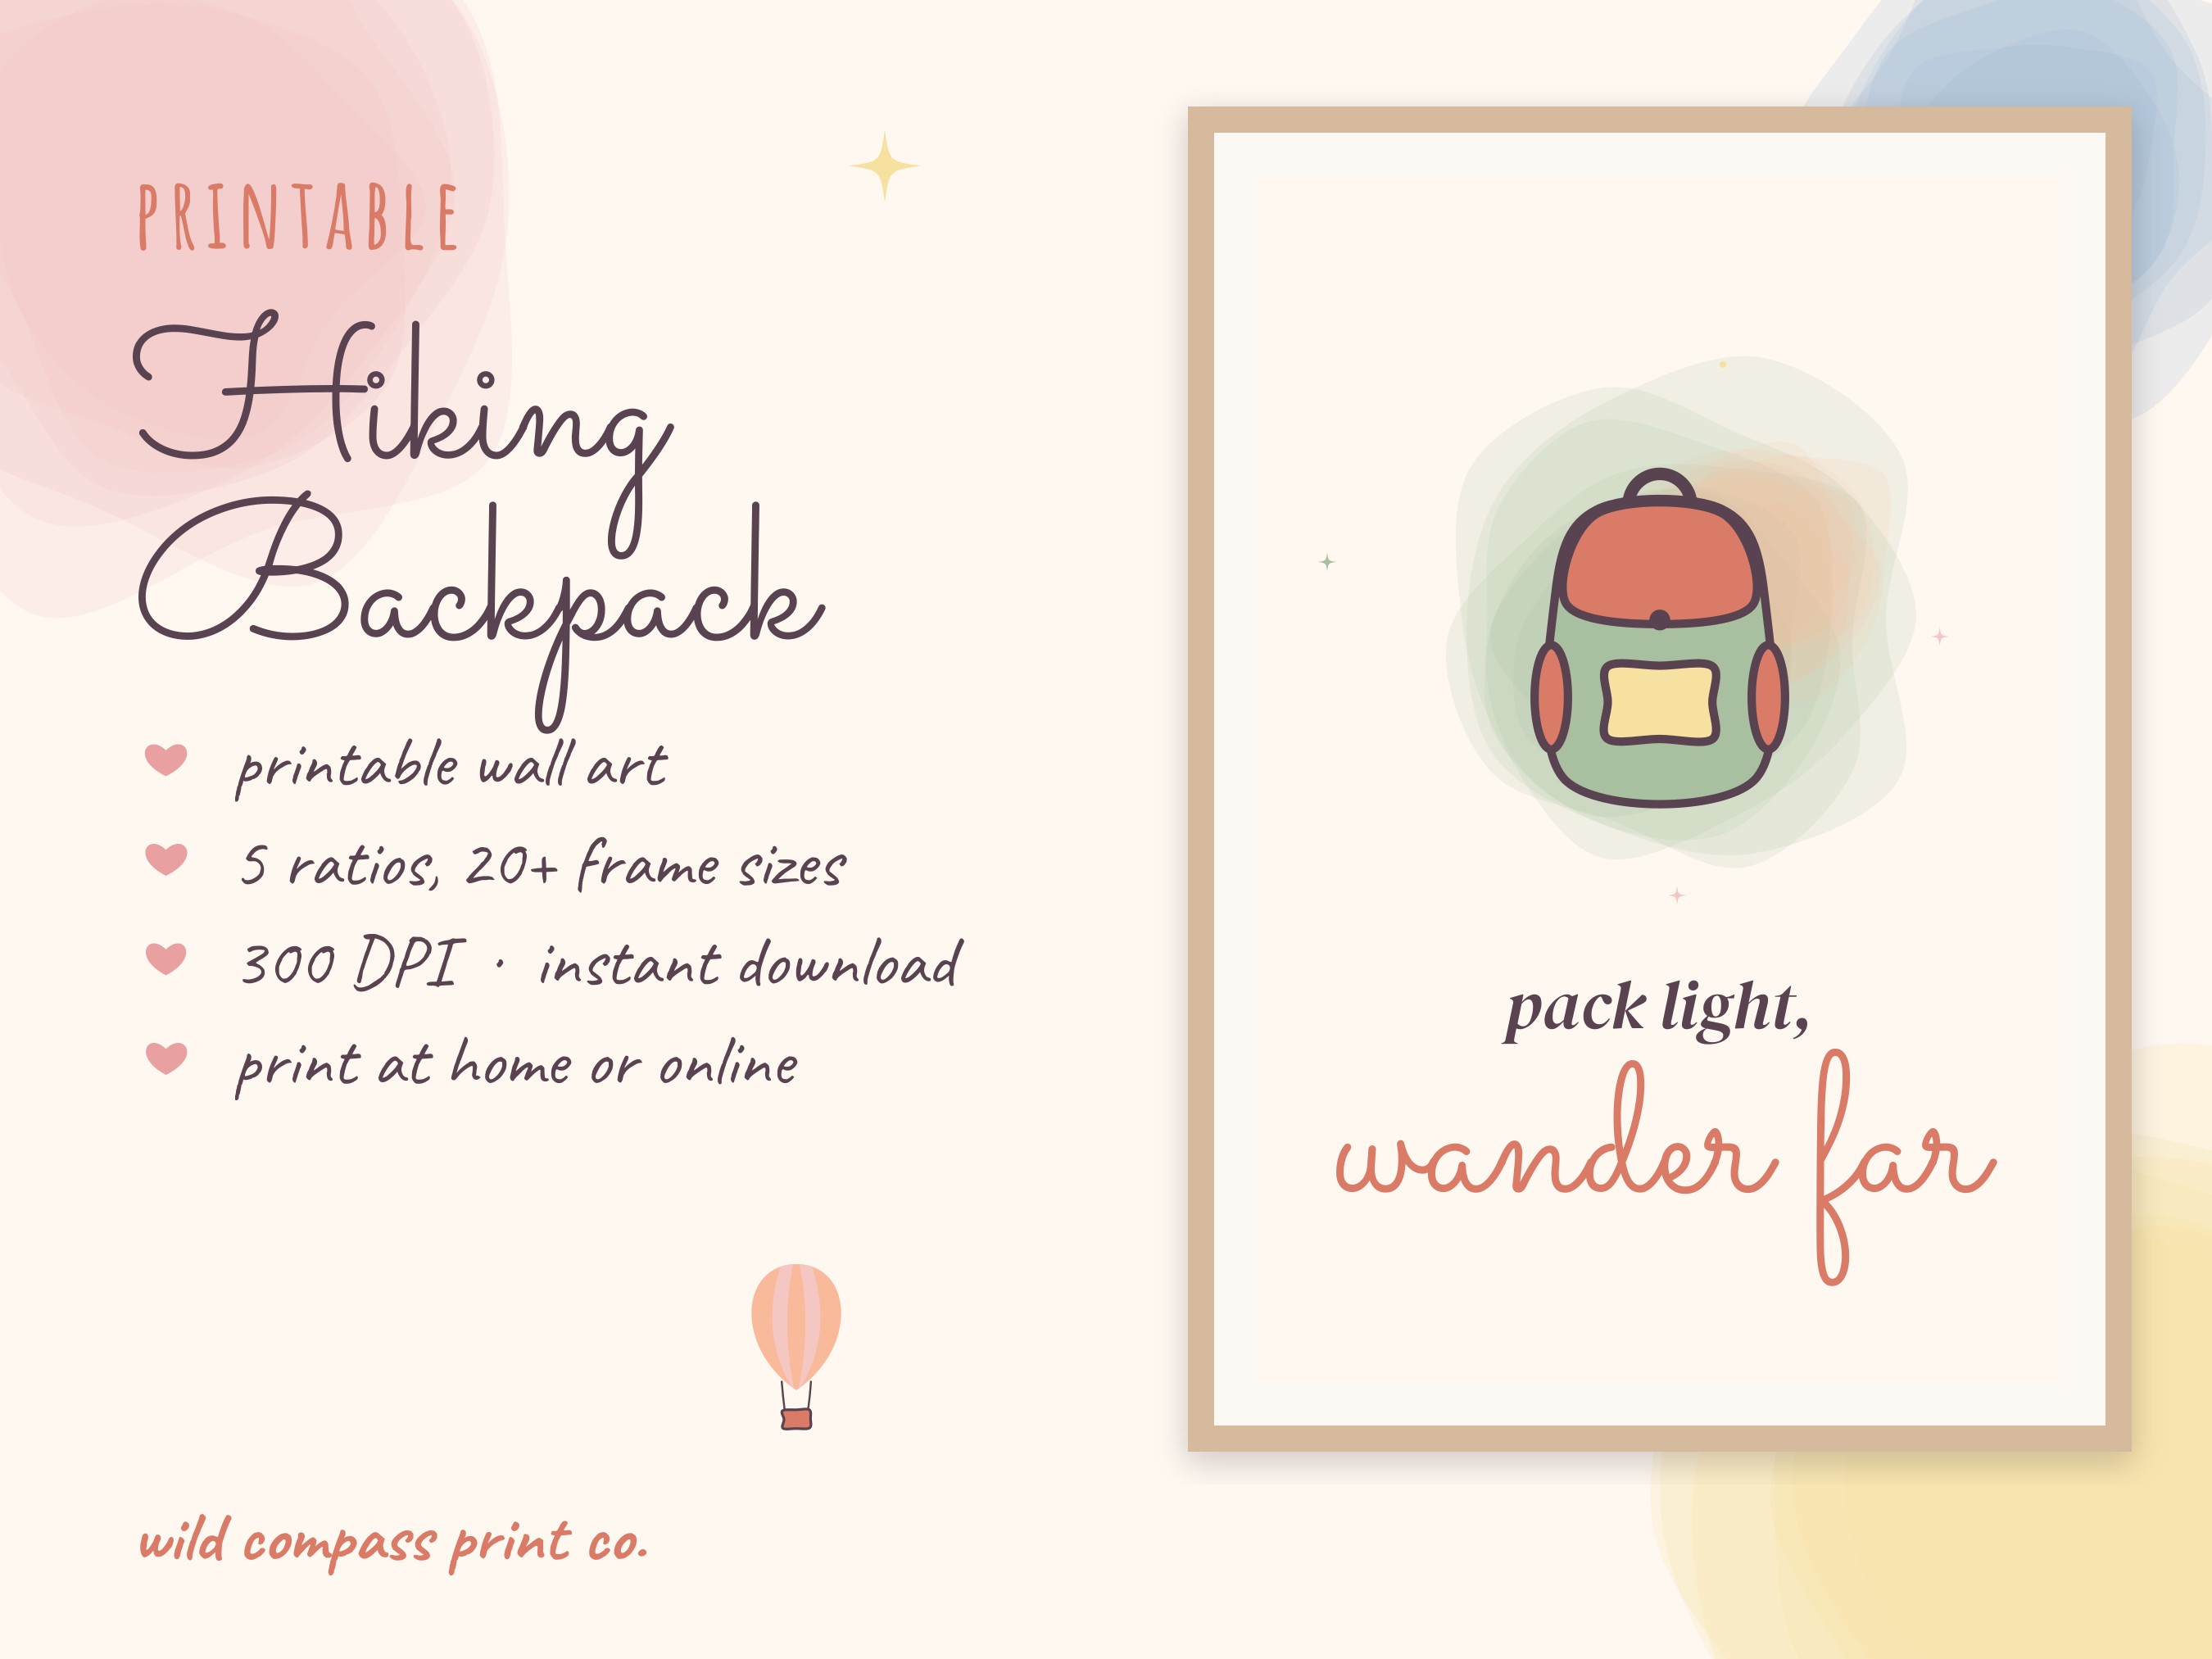 PRINTABLE
Hiking
Backpack
printable wall art
5 ratios, 20+ frame sizes
300 DPI · instant download
print at home or online
wild compass print co.
pack light,
wander far